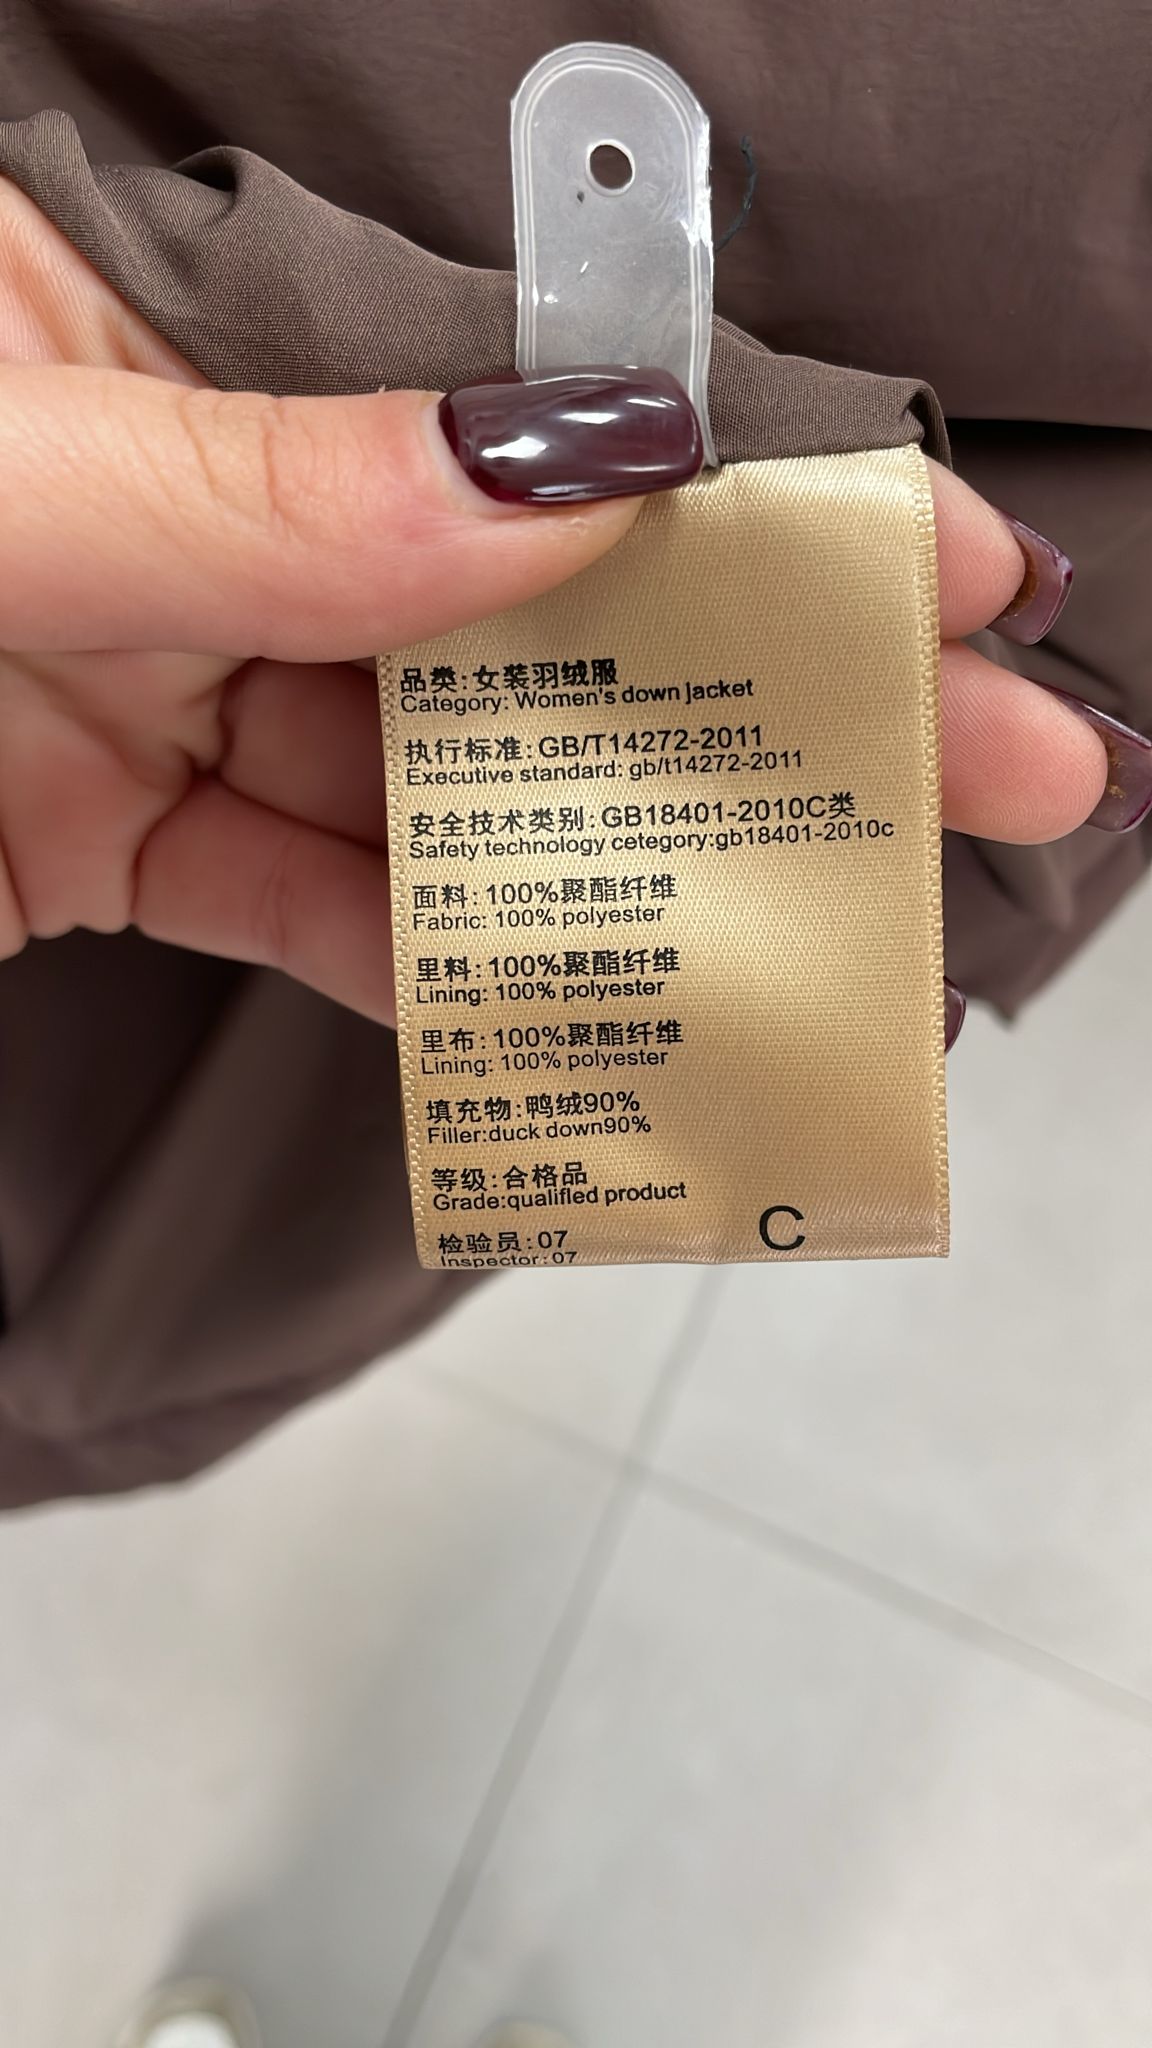 品类:女装羽绒服
Category: Women's down jacket
执行标准:GB/T14272-2011
Executive standard: gb/t14272-2011
安全技术类别:GB18401-2010C类
Safety technology cetegory:gb18401-2010c
面料:100%聚酯纤维
Fabric: 100% polyester
里料:100%聚酯纤维
Lining: 100% polyester
里布:100%聚酯纤维
Lining: 100% polyester
填充物:鸭绒90%
Filler:duck down90%
等级:合格品
Grade:qualified product
检验员:07
Inspector:07
C